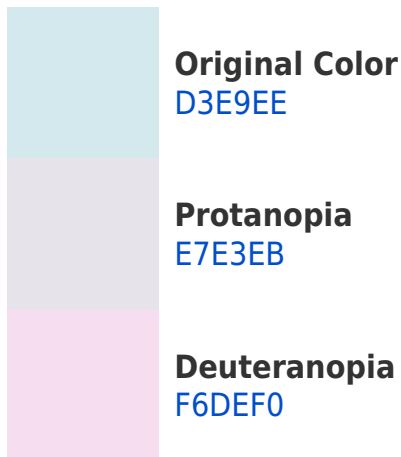 Original Color
D3E9EE
Protanopia
E7E3EB
Deuteranopia
F6DEF0